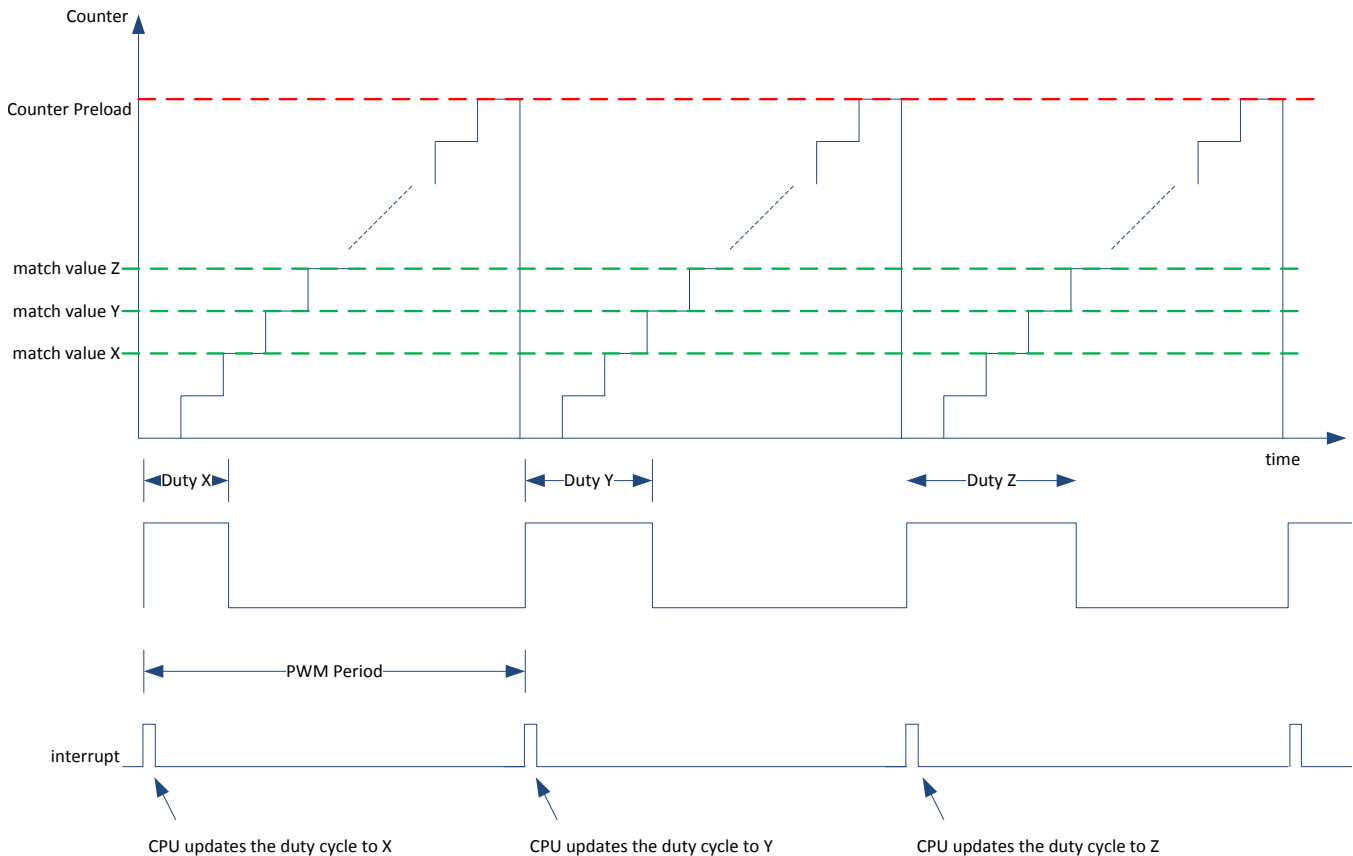 Counter
Counter Preload
match value Z
match value Y
match value X
time
Duty X
Duty Y
Duty Z
PWM Period
interrupt
CPU updates the duty cycle to X
CPU updates the duty cycle to Y
CPU updates the duty cycle to Z